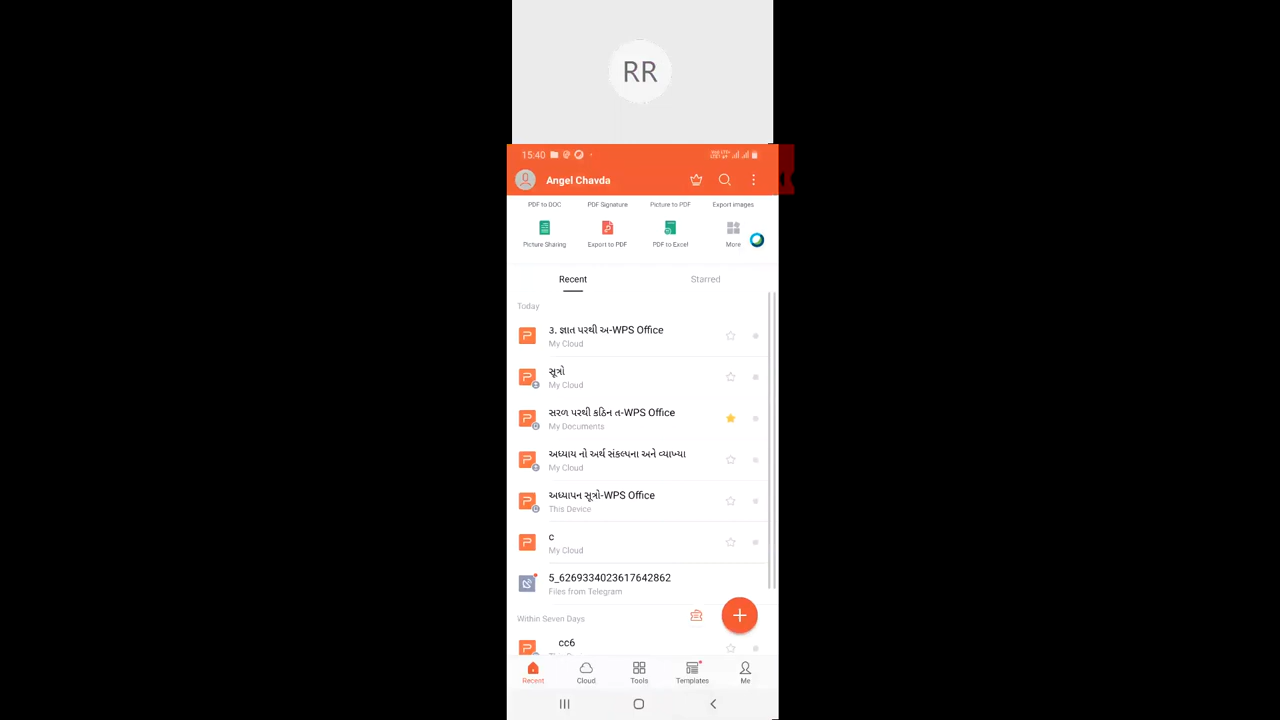 RR
15:40
Angel Chavda
PDF to DOC PDF Signature Picture to PDF Export images
Picture Sharing Export to PDF PDF to Excel More
Recent Starred
Today
3. જ્ઞાત પરથી અ-WPS Office
My Cloud
સૂત્રો
My Cloud
સરળ પરથી કઠિન ત-WPS Office
My Documents
અધ્યાય નો અર્થ સંકલ્પના અને વ્યાખ્યા
My Cloud
અધ્યાપન સૂત્રો-WPS Office
This Device
c
My Cloud
5_6269334023617642862
Files from Telegram
Within Seven Days
cc6
Recent Cloud Tools Templates Me